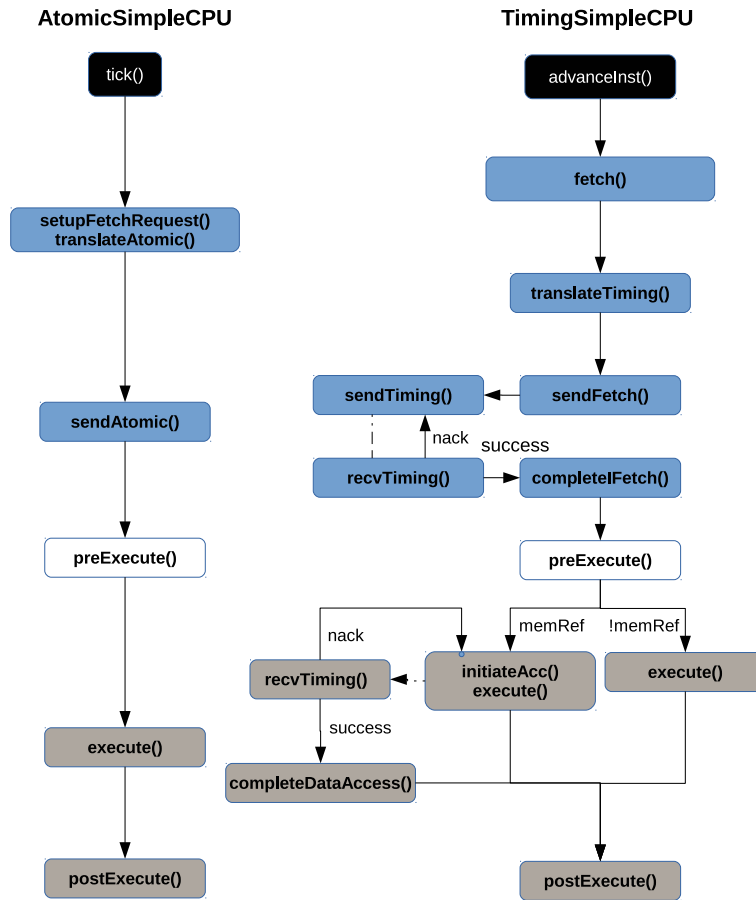 AtomicSimpleCPU
tick()
setupFetchRequest()
translateAtomic()
sendAtomic()
preExecute()
execute()
postExecute()
TimingSimpleCPU
advanceInst()
fetch()
translateTiming()
sendTiming()
sendFetch()
nack
success
recvTiming()
completeIFetch()
preExecute()
memRef
!memRef
nack
recvTiming()
initiateAcc()
execute()
execute()
success
completeDataAccess()
postExecute()